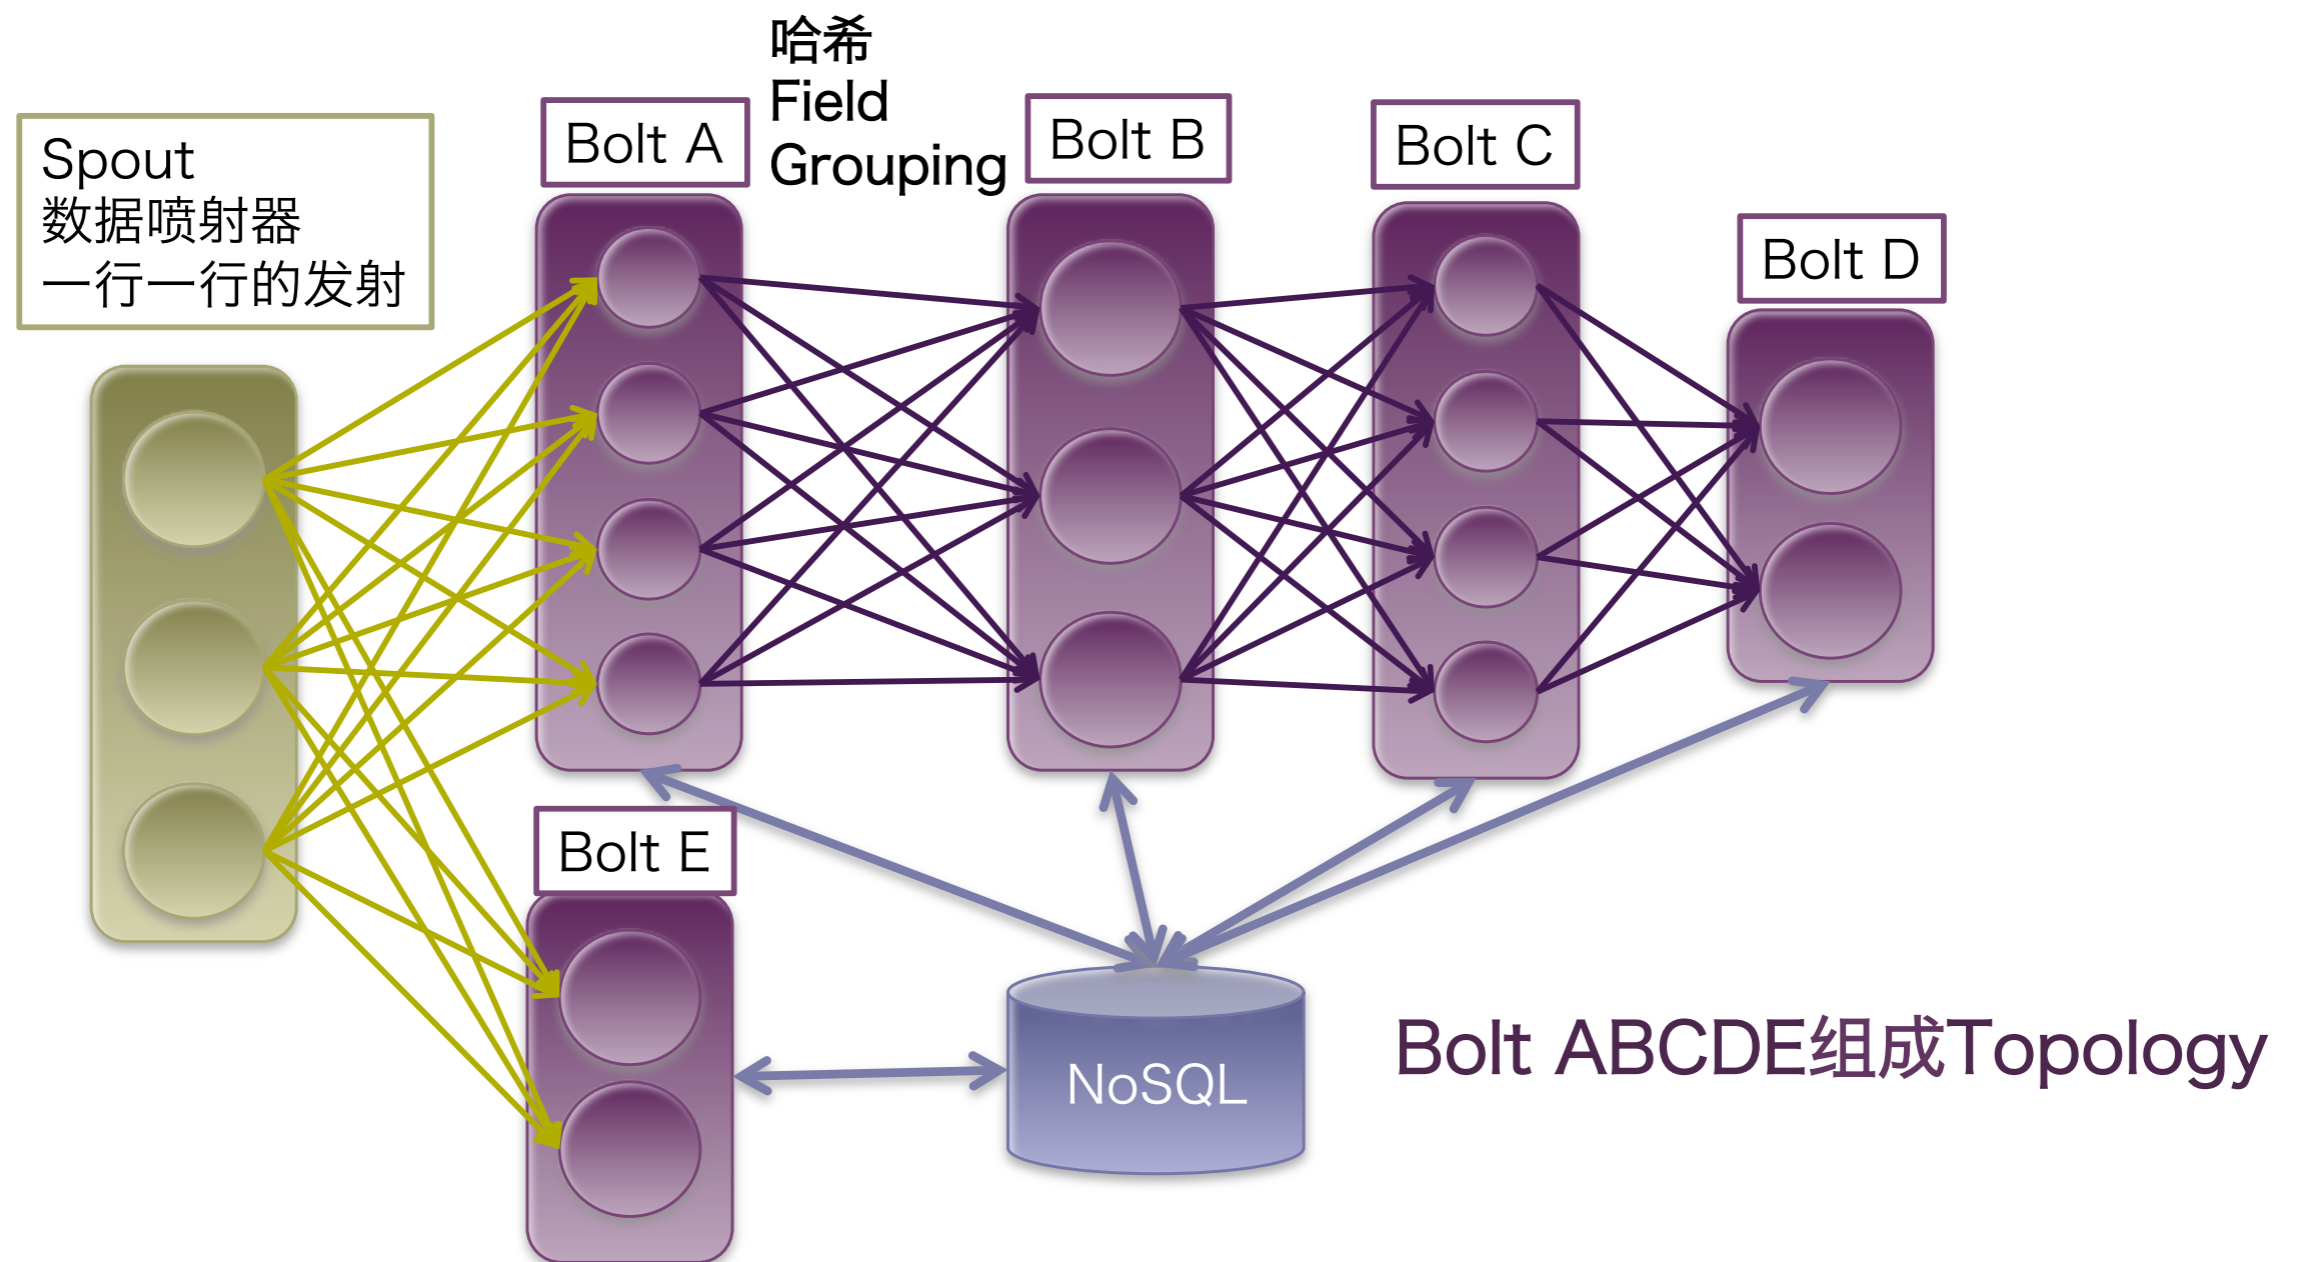 哈希
Field
Grouping
Spout
数据喷射器
一行一行的发射
Bolt A
Bolt B
Bolt C
Bolt D
Bolt E
NoSQL
Bolt ABCDE组成Topology